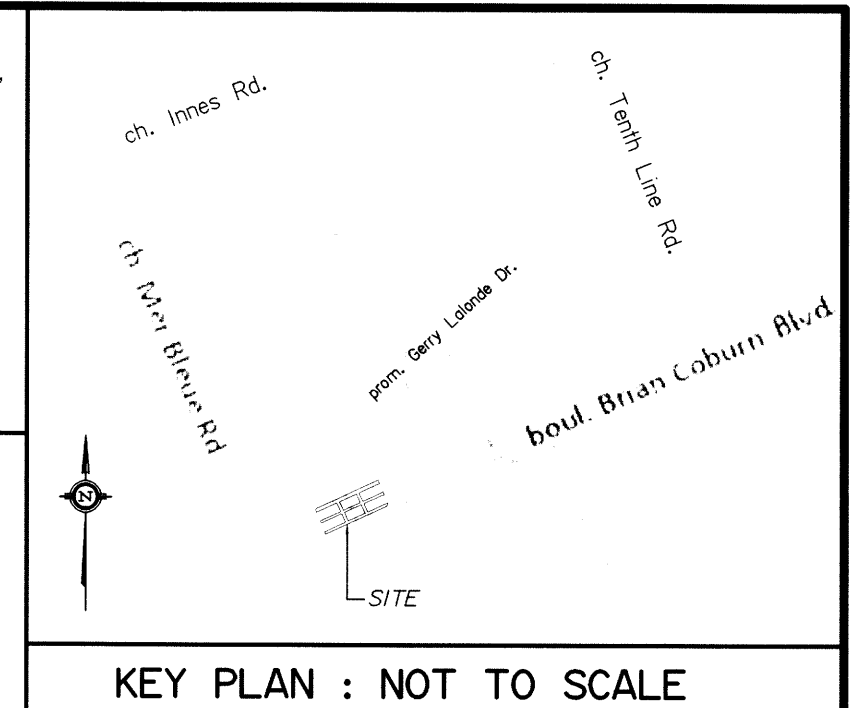 ch. Innes Rd.
ch. Tenth Line Rd.
ch. Mer Bleue Rd
prom. Gerry Lalonde Dr.
boul. Brian Coburn Blvd
N
SITE
KEY PLAN : NOT TO SCALE